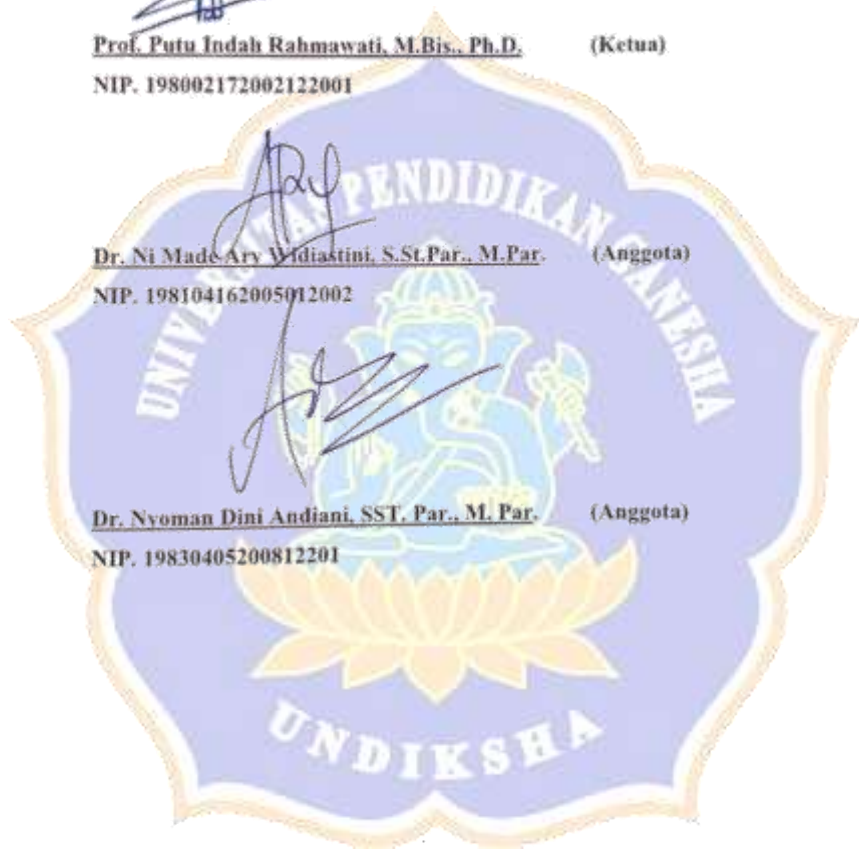 Prof. Putu Indah Rahmawati, M.Bis., Ph.D. (Ketua)
NIP. 198002172002122001
UNIVERSITAS PENDIDIKAN GANESHA
Dr. Ni Made Ary Widiastini, S.St.Par., M.Par. (Anggota)
NIP. 198104162005012002
Dr. Nyoman Dini Andiani, SST. Par., M. Par. (Anggota)
NIP. 19830405200812201
UNDIKSHA